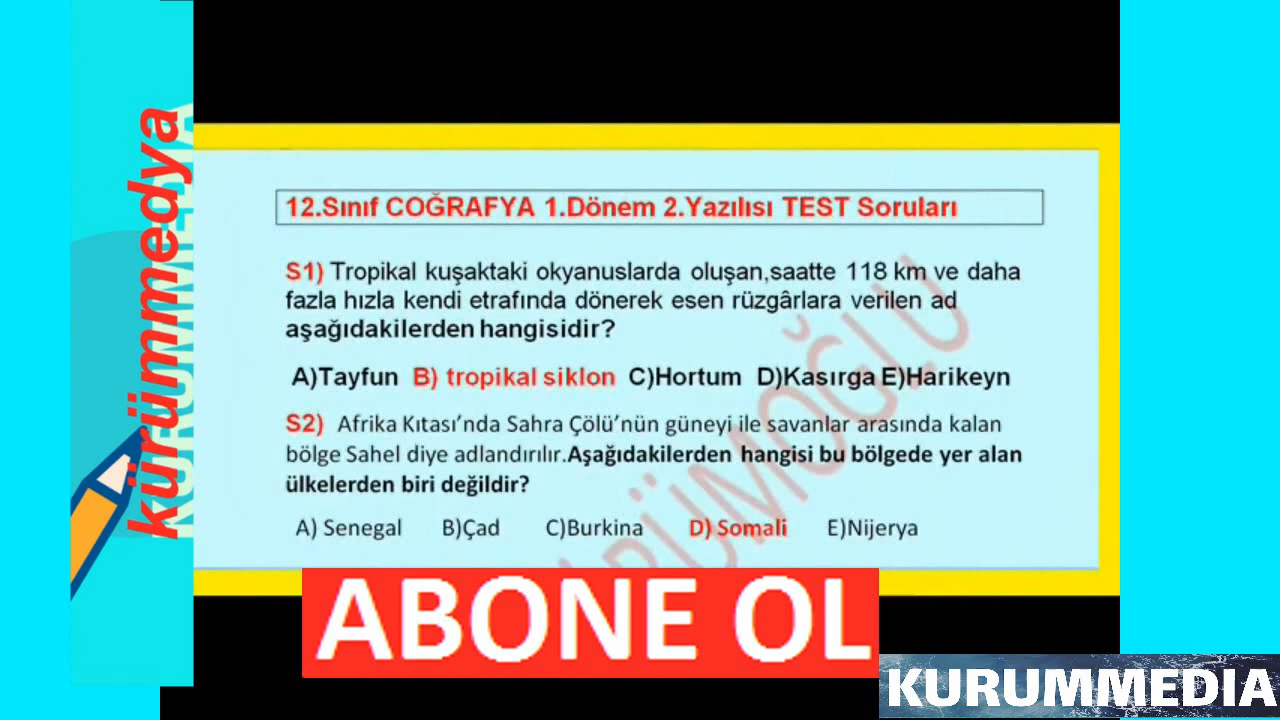 kürümmedya
KURUMMEDIA
12.Sınıf COĞRAFYA 1.Dönem 2.Yazılısı TEST Soruları
S1) Tropikal kuşaktaki okyanuslarda oluşan,saatte 118 km ve daha
fazla hızla kendi etrafında dönerek esen rüzgârlara verilen ad
aşağıdakilerden hangisidir?
A)Tayfun B) tropikal siklon C)Hortum D)Kasırga E)Harikeyn
S2) Afrika Kıtası’nda Sahra Çölü’nün güneyi ile savanlar arasında kalan
bölge Sahel diye adlandırılır.Aşağıdakilerden hangisi bu bölgede yer alan
ülkelerden biri değildir?
A) Senegal B)Çad C)Burkina D) Somali E)Nijerya
ABONE OL
KURUMMEDIA